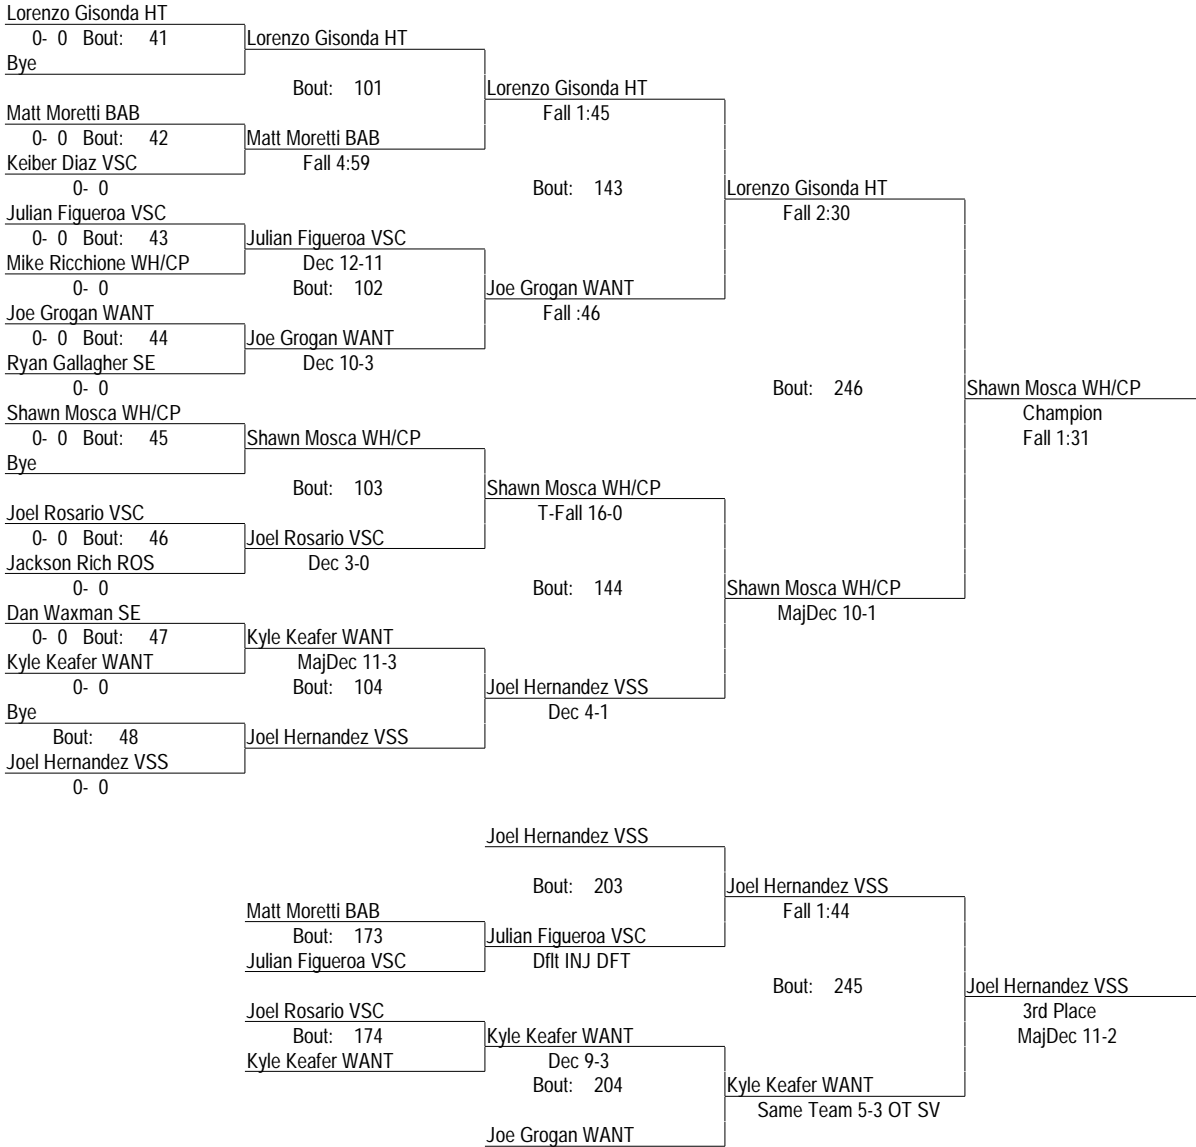 Lorenzo Gisonda HT
0- 0 Bout: 41 Lorenzo Gisonda HT
Bye
Bout: 101 Lorenzo Gisonda HT
Matt Moretti BAB Fall 1:45
0- 0 Bout: 42 Matt Moretti BAB
Keiber Diaz VSC Fall 4:59
0- 0 Bout: 143 Lorenzo Gisonda HT
Julian Figueroa VSC Fall 2:30
0- 0 Bout: 43 Julian Figueroa VSC
Mike Ricchione WH/CP Dec 12-11
0- 0 Bout: 102 Joe Grogan WANT
Joe Grogan WANT Fall :46
0- 0 Bout: 44 Joe Grogan WANT
Ryan Gallagher SE Dec 10-3
0- 0 Bout: 246 Shawn Mosca WH/CP
Shawn Mosca WH/CP Champion
0- 0 Bout: 45 Shawn Mosca WH/CP Fall 1:31
Bye
Bout: 103 Shawn Mosca WH/CP
Joel Rosario VSC T-Fall 16-0
0- 0 Bout: 46 Joel Rosario VSC
Jackson Rich ROS Dec 3-0
0- 0 Bout: 144 Shawn Mosca WH/CP
Dan Waxman SE MajDec 10-1
0- 0 Bout: 47 Kyle Keafer WANT
Kyle Keafer WANT MajDec 11-3
0- 0 Bout: 104 Joel Hernandez VSS
Bye Dec 4-1
Bout: 48 Joel Hernandez VSS
Joel Hernandez VSS
0- 0
Joel Hernandez VSS
Bout: 203 Joel Hernandez VSS
Matt Moretti BAB Fall 1:44
Bout: 173 Julian Figueroa VSC
Julian Figueroa VSC Dflt INJ DFT
Bout: 245 Joel Hernandez VSS
Joel Rosario VSC 3rd Place
Bout: 174 Kyle Keafer WANT MajDec 11-2
Kyle Keafer WANT Dec 9-3
Bout: 204 Kyle Keafer WANT
Same Team 5-3 OT SV
Joe Grogan WANT